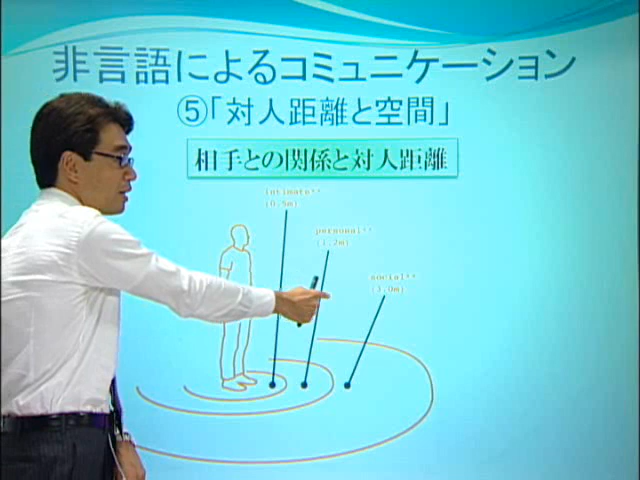 非言語によるコミュニケーション
⑤「対人距離と空間」
相手との関係と対人距離
intimate
(0.5m)
personal
(1.2m)
social
(3.0m)